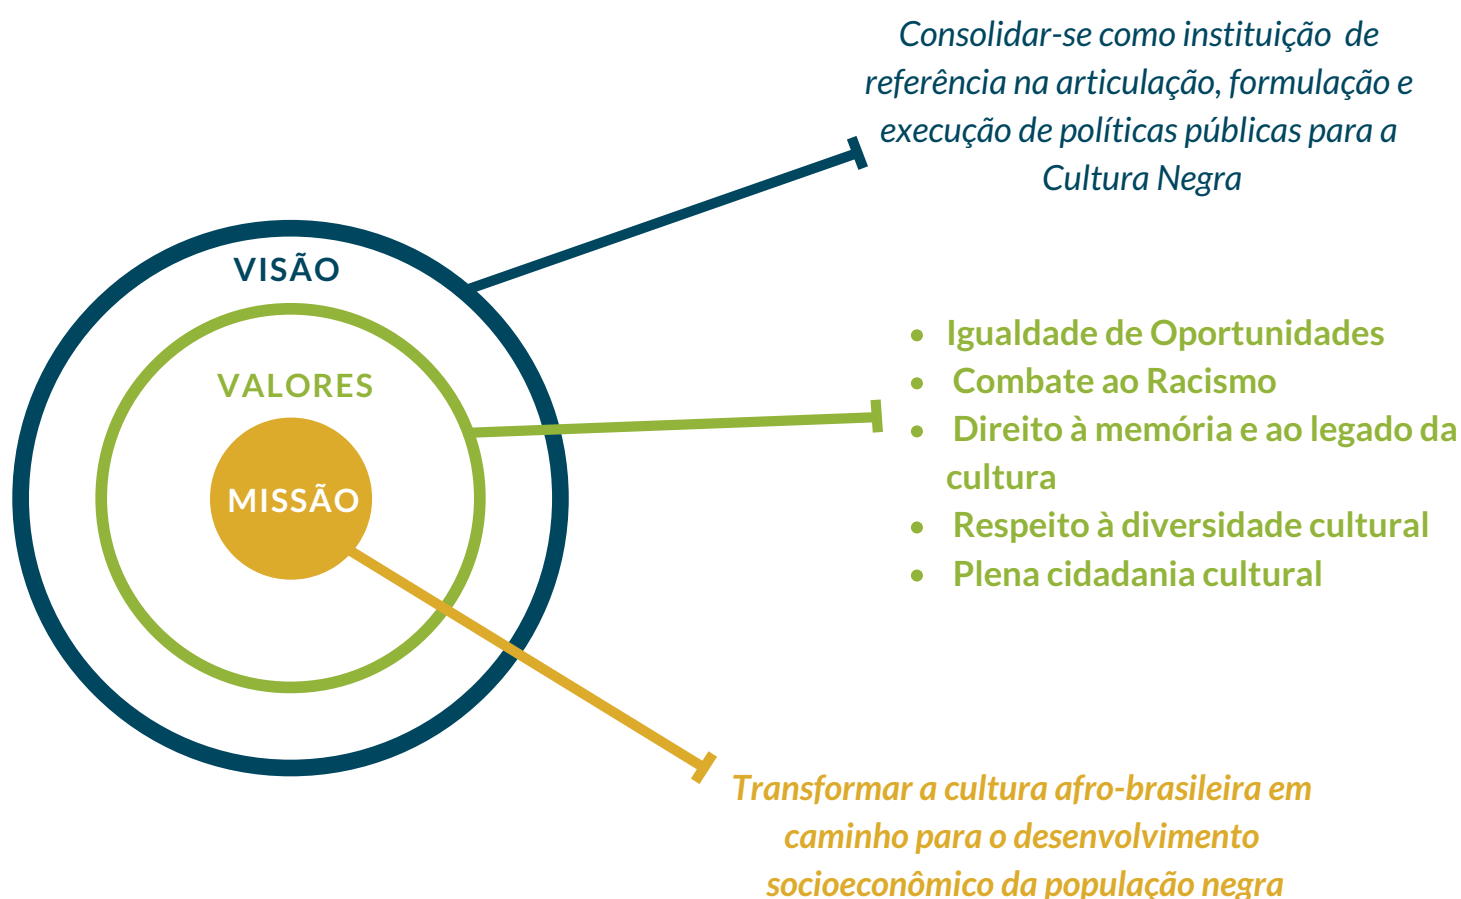 Consolidar-se como instituição de
referência na articulação, formulação e
execução de políticas públicas para a
Cultura Negra
VISÃO
VALORES
MISSÃO
• Igualdade de Oportunidades
• Combate ao Racismo
• Direito à memória e ao legado da
cultura
• Respeito à diversidade cultural
• Plena cidadania cultural
Transformar a cultura afro-brasileira em
caminho para o desenvolvimento
socioeconômico da população negra